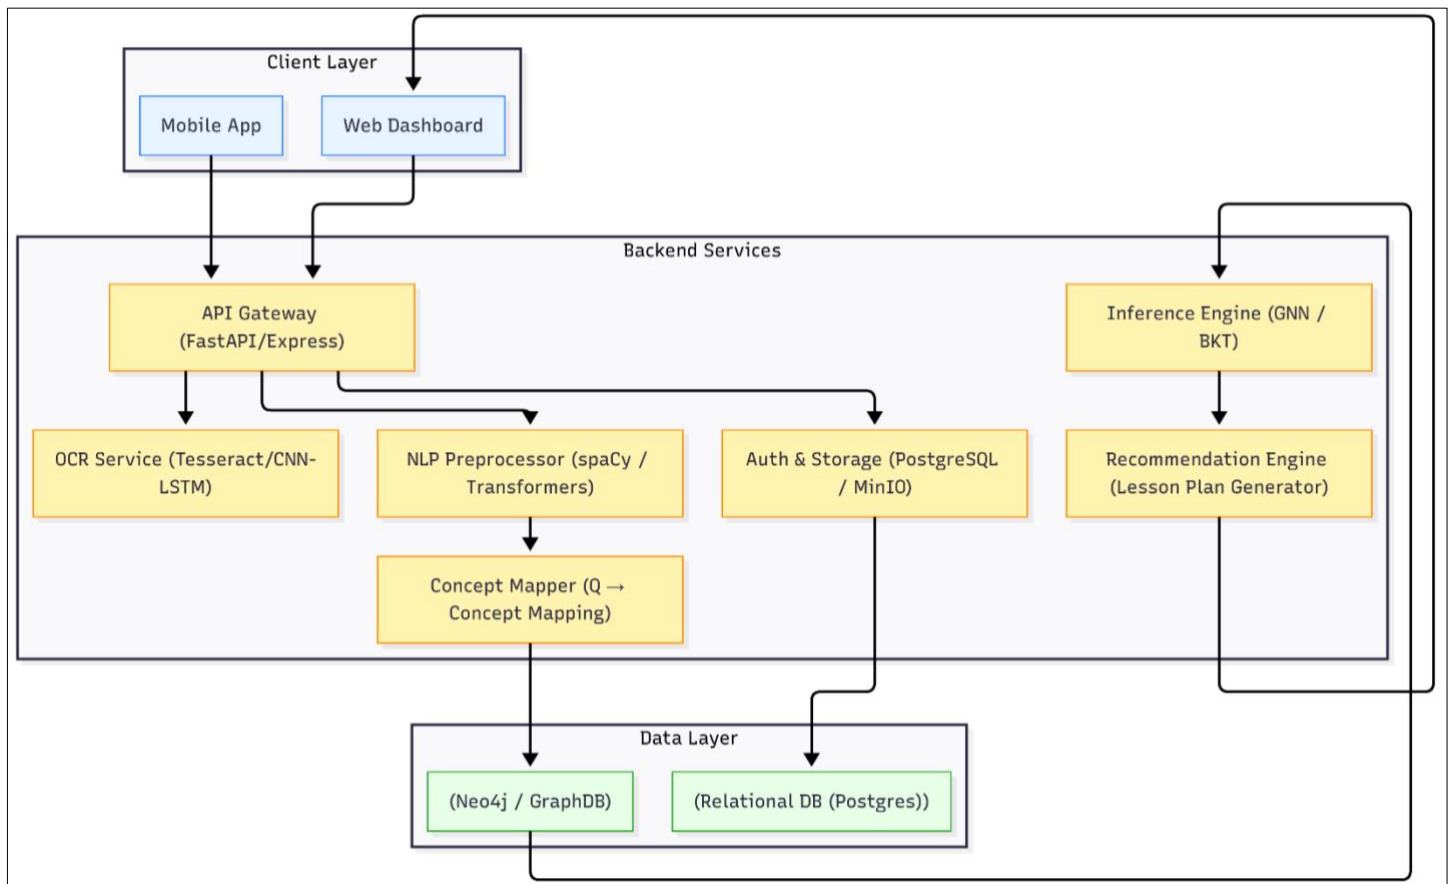 Client Layer
Mobile App
Web Dashboard
Backend Services
API Gateway
(FastAPI/Express)
Inference Engine (GNN /
BKT)
OCR Service (Tesseract/CNN-
LSTM)
NLP Preprocessor (spaCy /
Transformers)
Auth & Storage (PostgreSQL
/ MinIO)
Recommendation Engine
(Lesson Plan Generator)
Concept Mapper (Q →
Concept Mapping)
Data Layer
(Neo4j / GraphDB)
(Relational DB (Postgres))